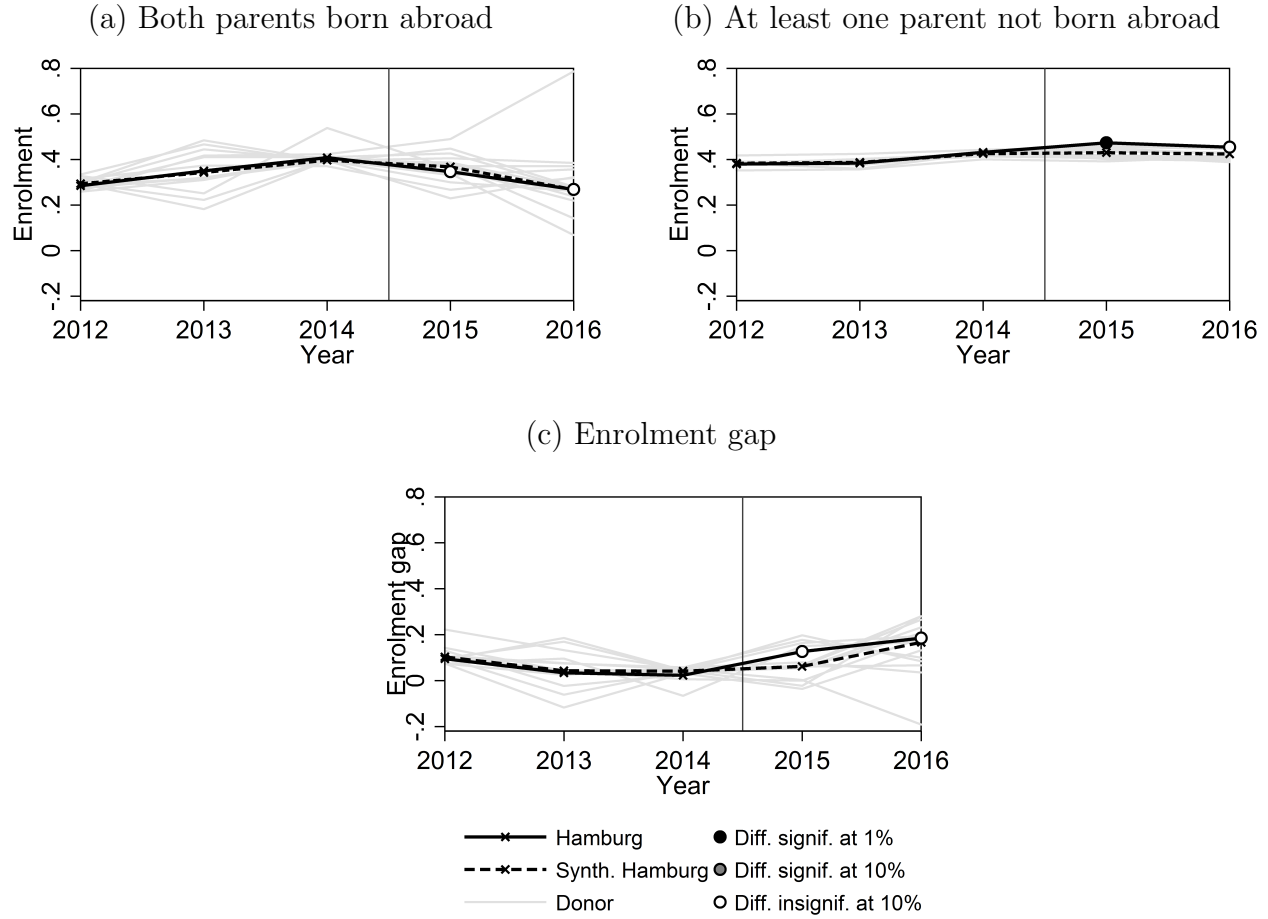 (a) Both parents born abroad
(b) At least one parent not born abroad
Enrolment
.8
.6
.4
.2
0
-.2
2012 2013 2014 2015 2016
Year
Enrolment
.8
.6
.4
.2
0
-.2
2012 2013 2014 2015 2016
Year
(c) Enrolment gap
Enrolment gap
.8
.6
.4
.2
0
-.2
2012 2013 2014 2015 2016
Year
Hamburg
Diff. signif. at 1%
Synth. Hamburg
Diff. signif. at 10%
Donor
Diff. insignif. at 10%